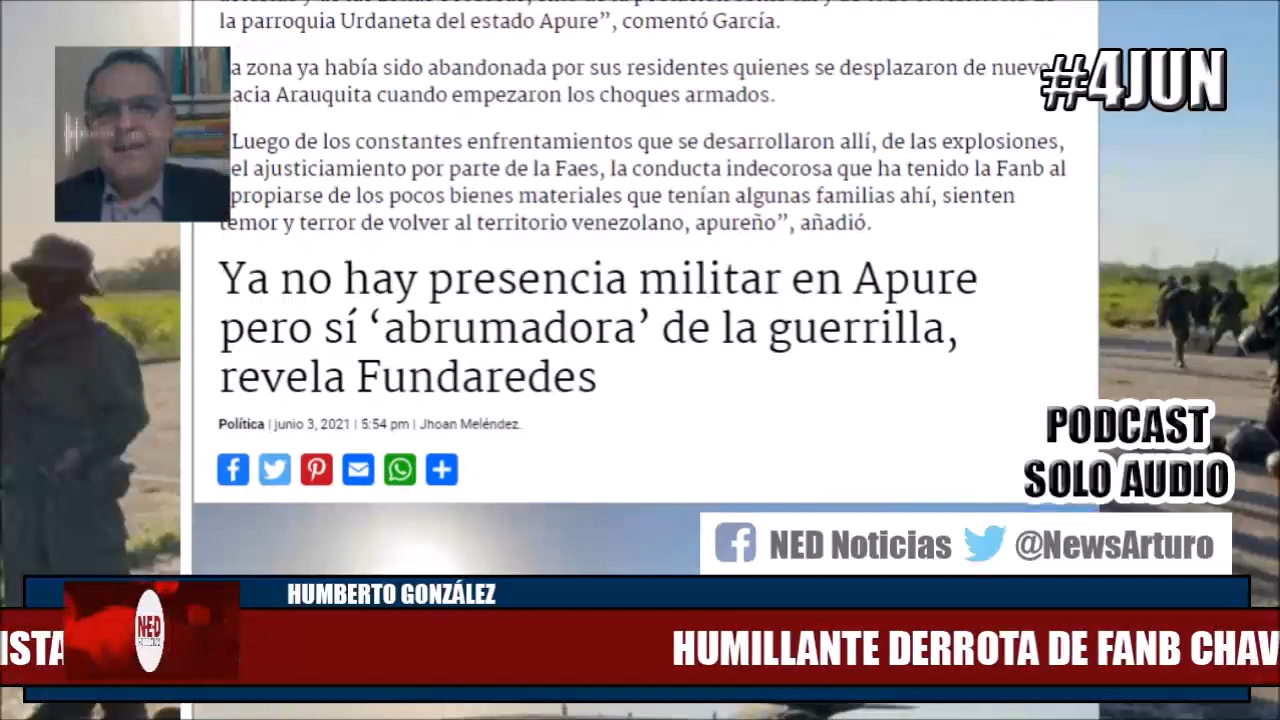 la parroquia Urdaneta del estado Apure”, comentó García.
a zona ya había sido abandonada por sus residentes quienes se desplazaron de nuevo
acia Arauquita cuando empezaron los choques armados.
Luego de los constantes enfrentamientos que se desarrollaron allí, de las explosiones,
el ajusticiamiento por parte de la Faes, la conducta indecorosa que ha tenido la Fanb al
propiarse de los pocos bienes materiales que tenían algunas familias ahí, sienten
temor y terror de volver al territorio venezolano, apureño”, añadió.
#4JUN
Ya no hay presencia militar en Apure
pero sí ‘abrumadora’ de la guerrilla,
revela Fundaredes
Política | junio 3, 2021 | 5:54 pm | Jhoan Meléndez.
PODCAST
SOLO AUDIO
NED Noticias @NewsArturo
HUMBERTO GONZÁLEZ
NED
ISTA HUMILLANTE DERROTA DE FANB CHAV